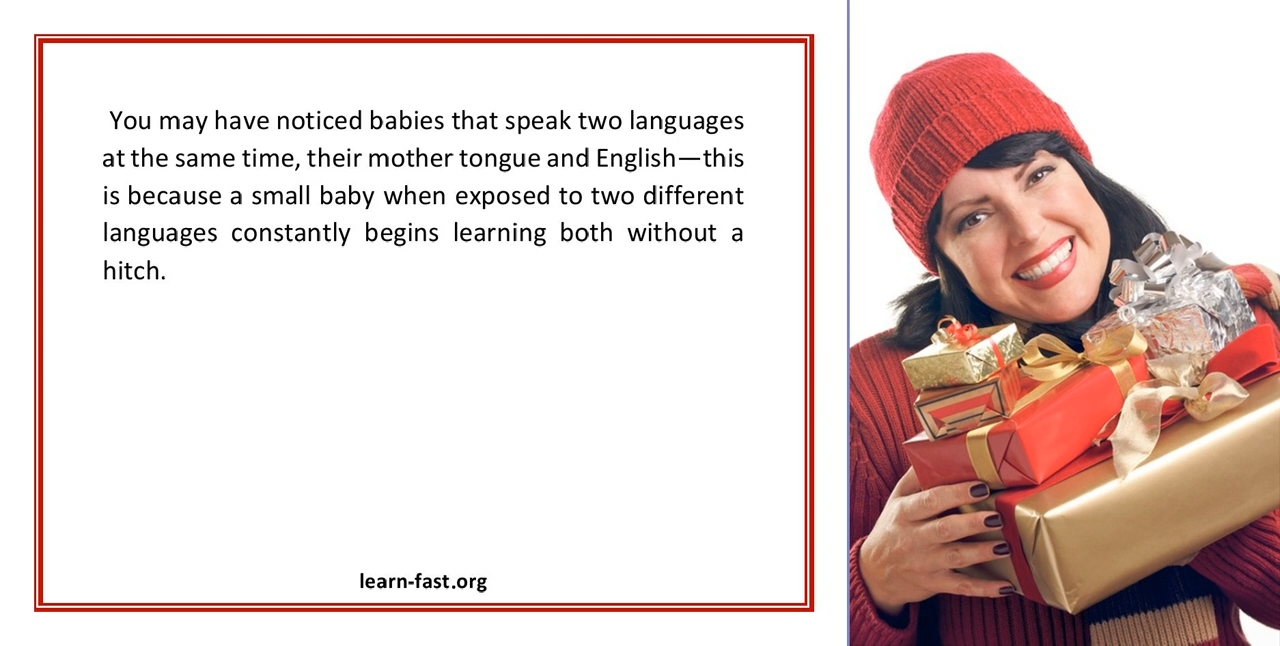 You may have noticed babies that speak two languages
at the same time, their mother tongue and English—this
is because a small baby when exposed to two different
languages constantly begins learning both without a
hitch.
learn-fast.org